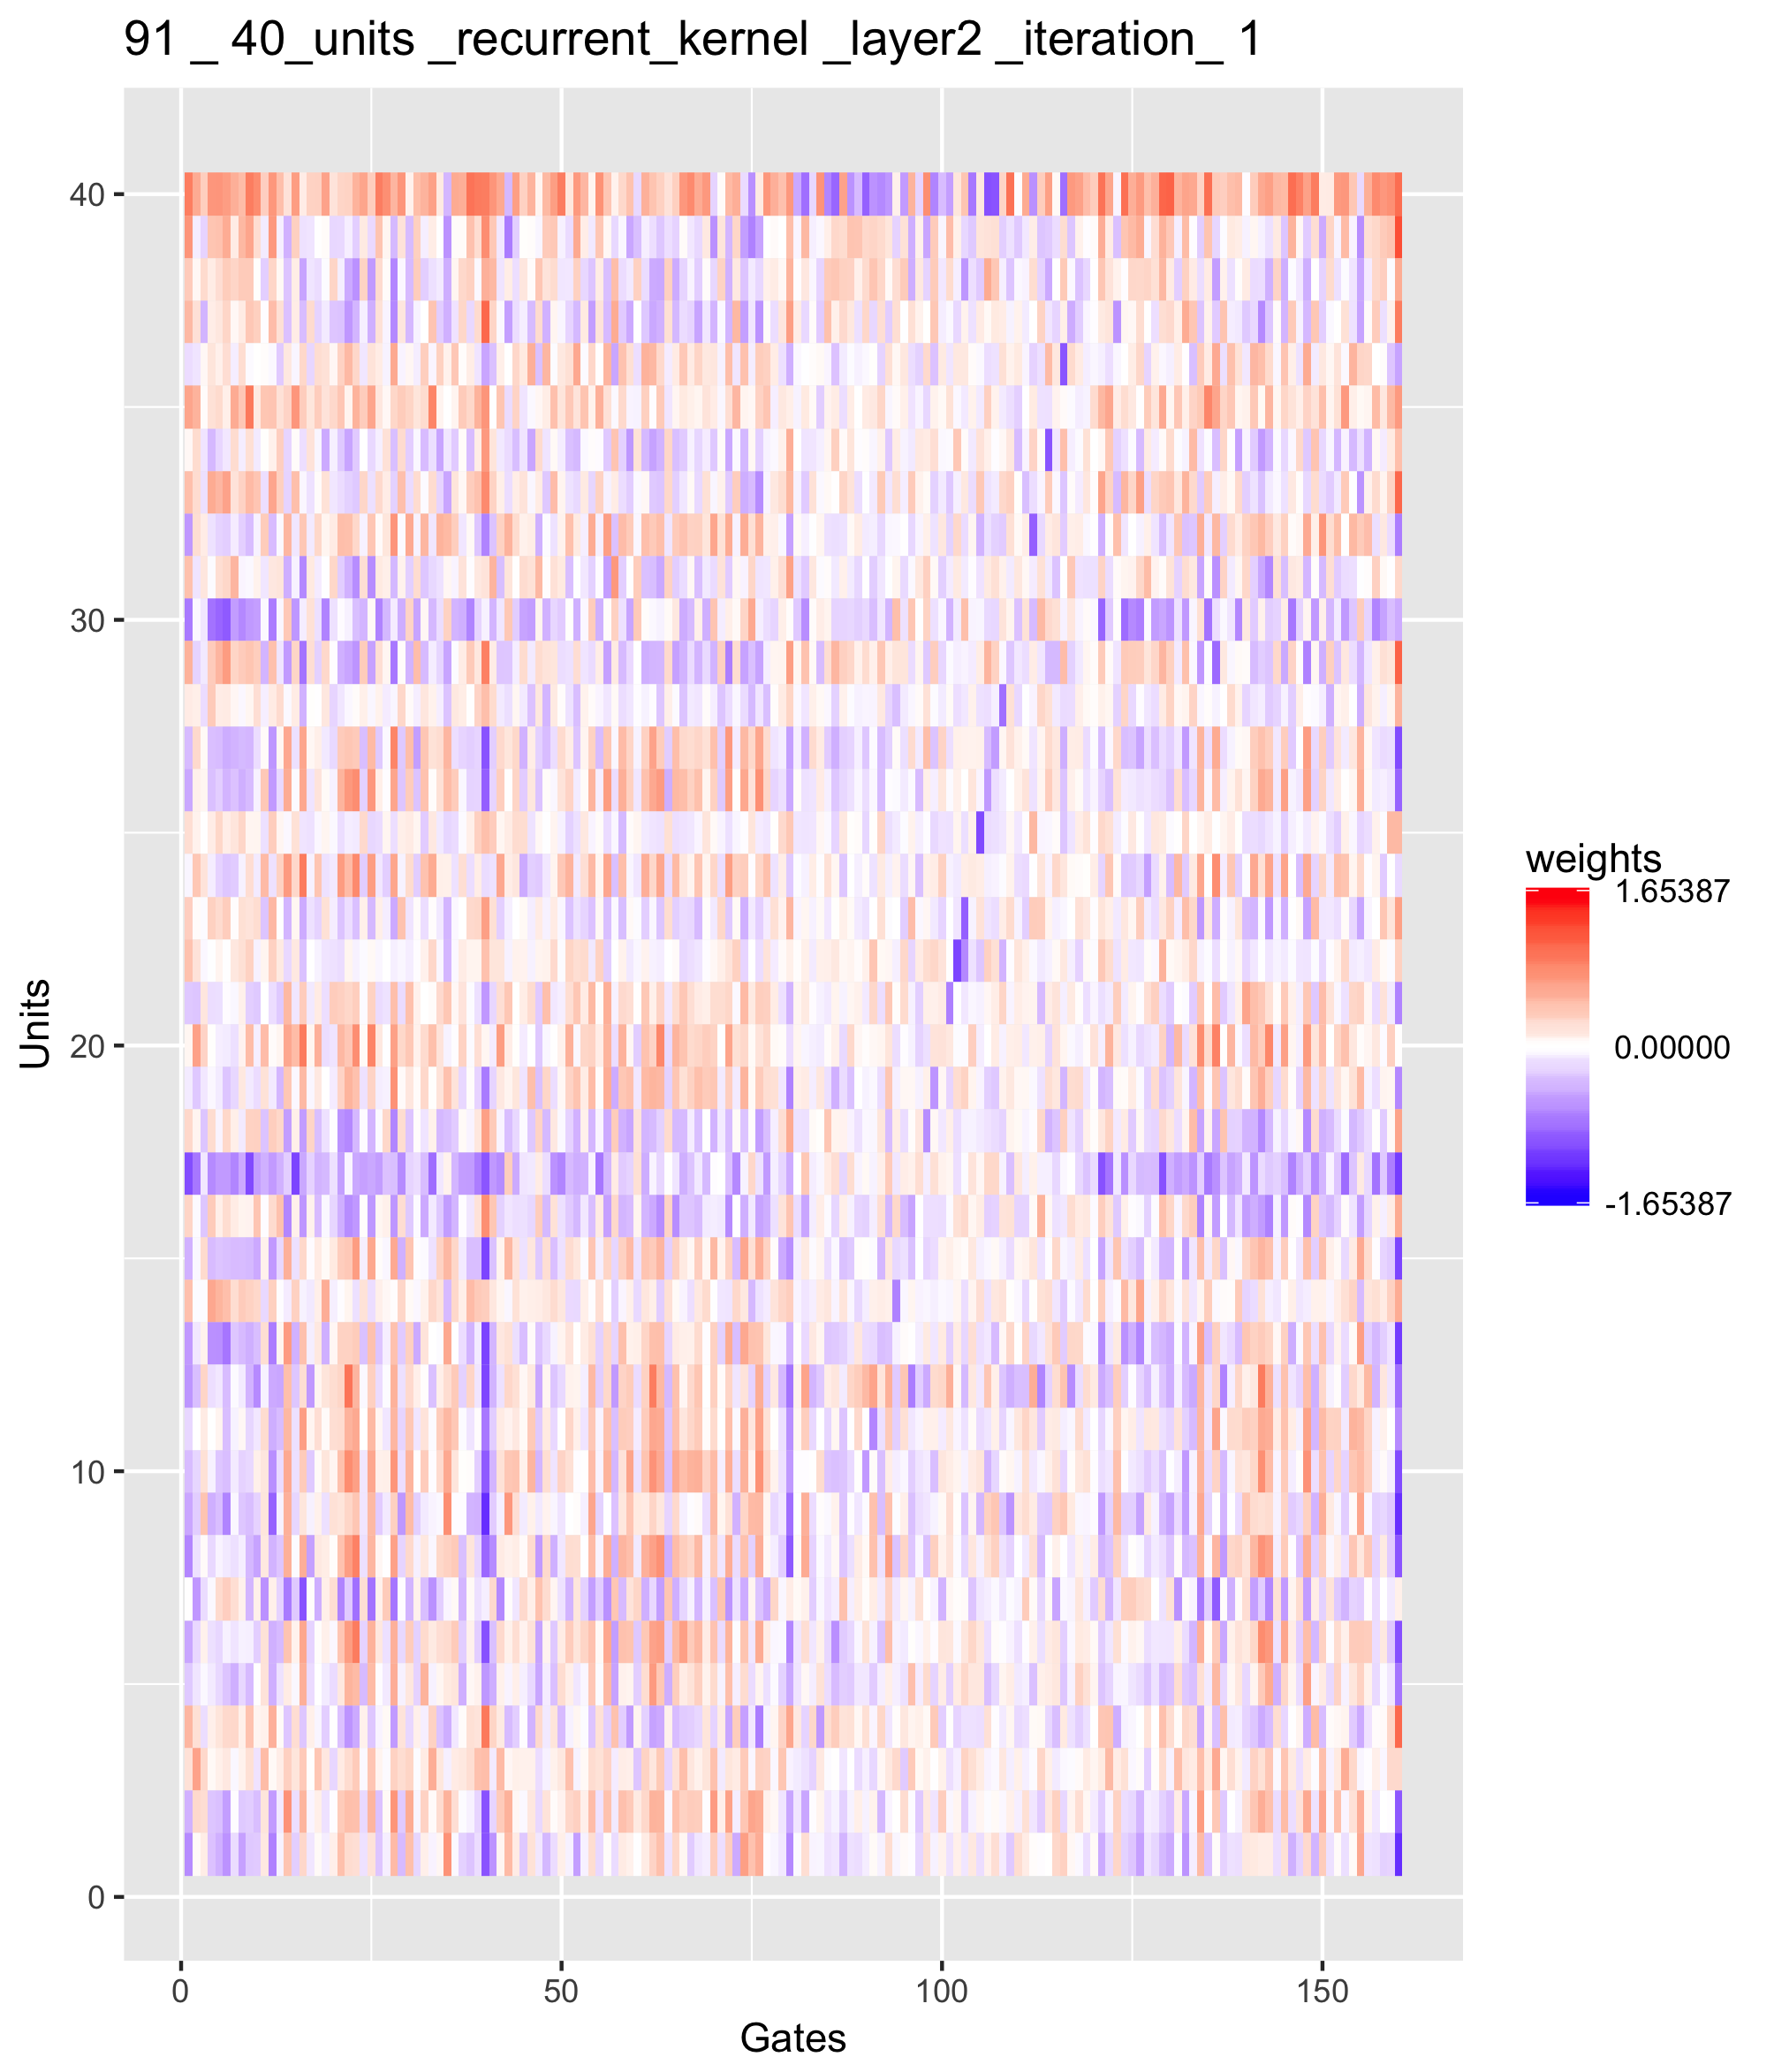 91 _ 40_units _recurrent_kernel _layer2 _iteration_ 1
40
30
20
10
0
Units
0 50 100 150
Gates
weights
1.65387
0.00000
-1.65387